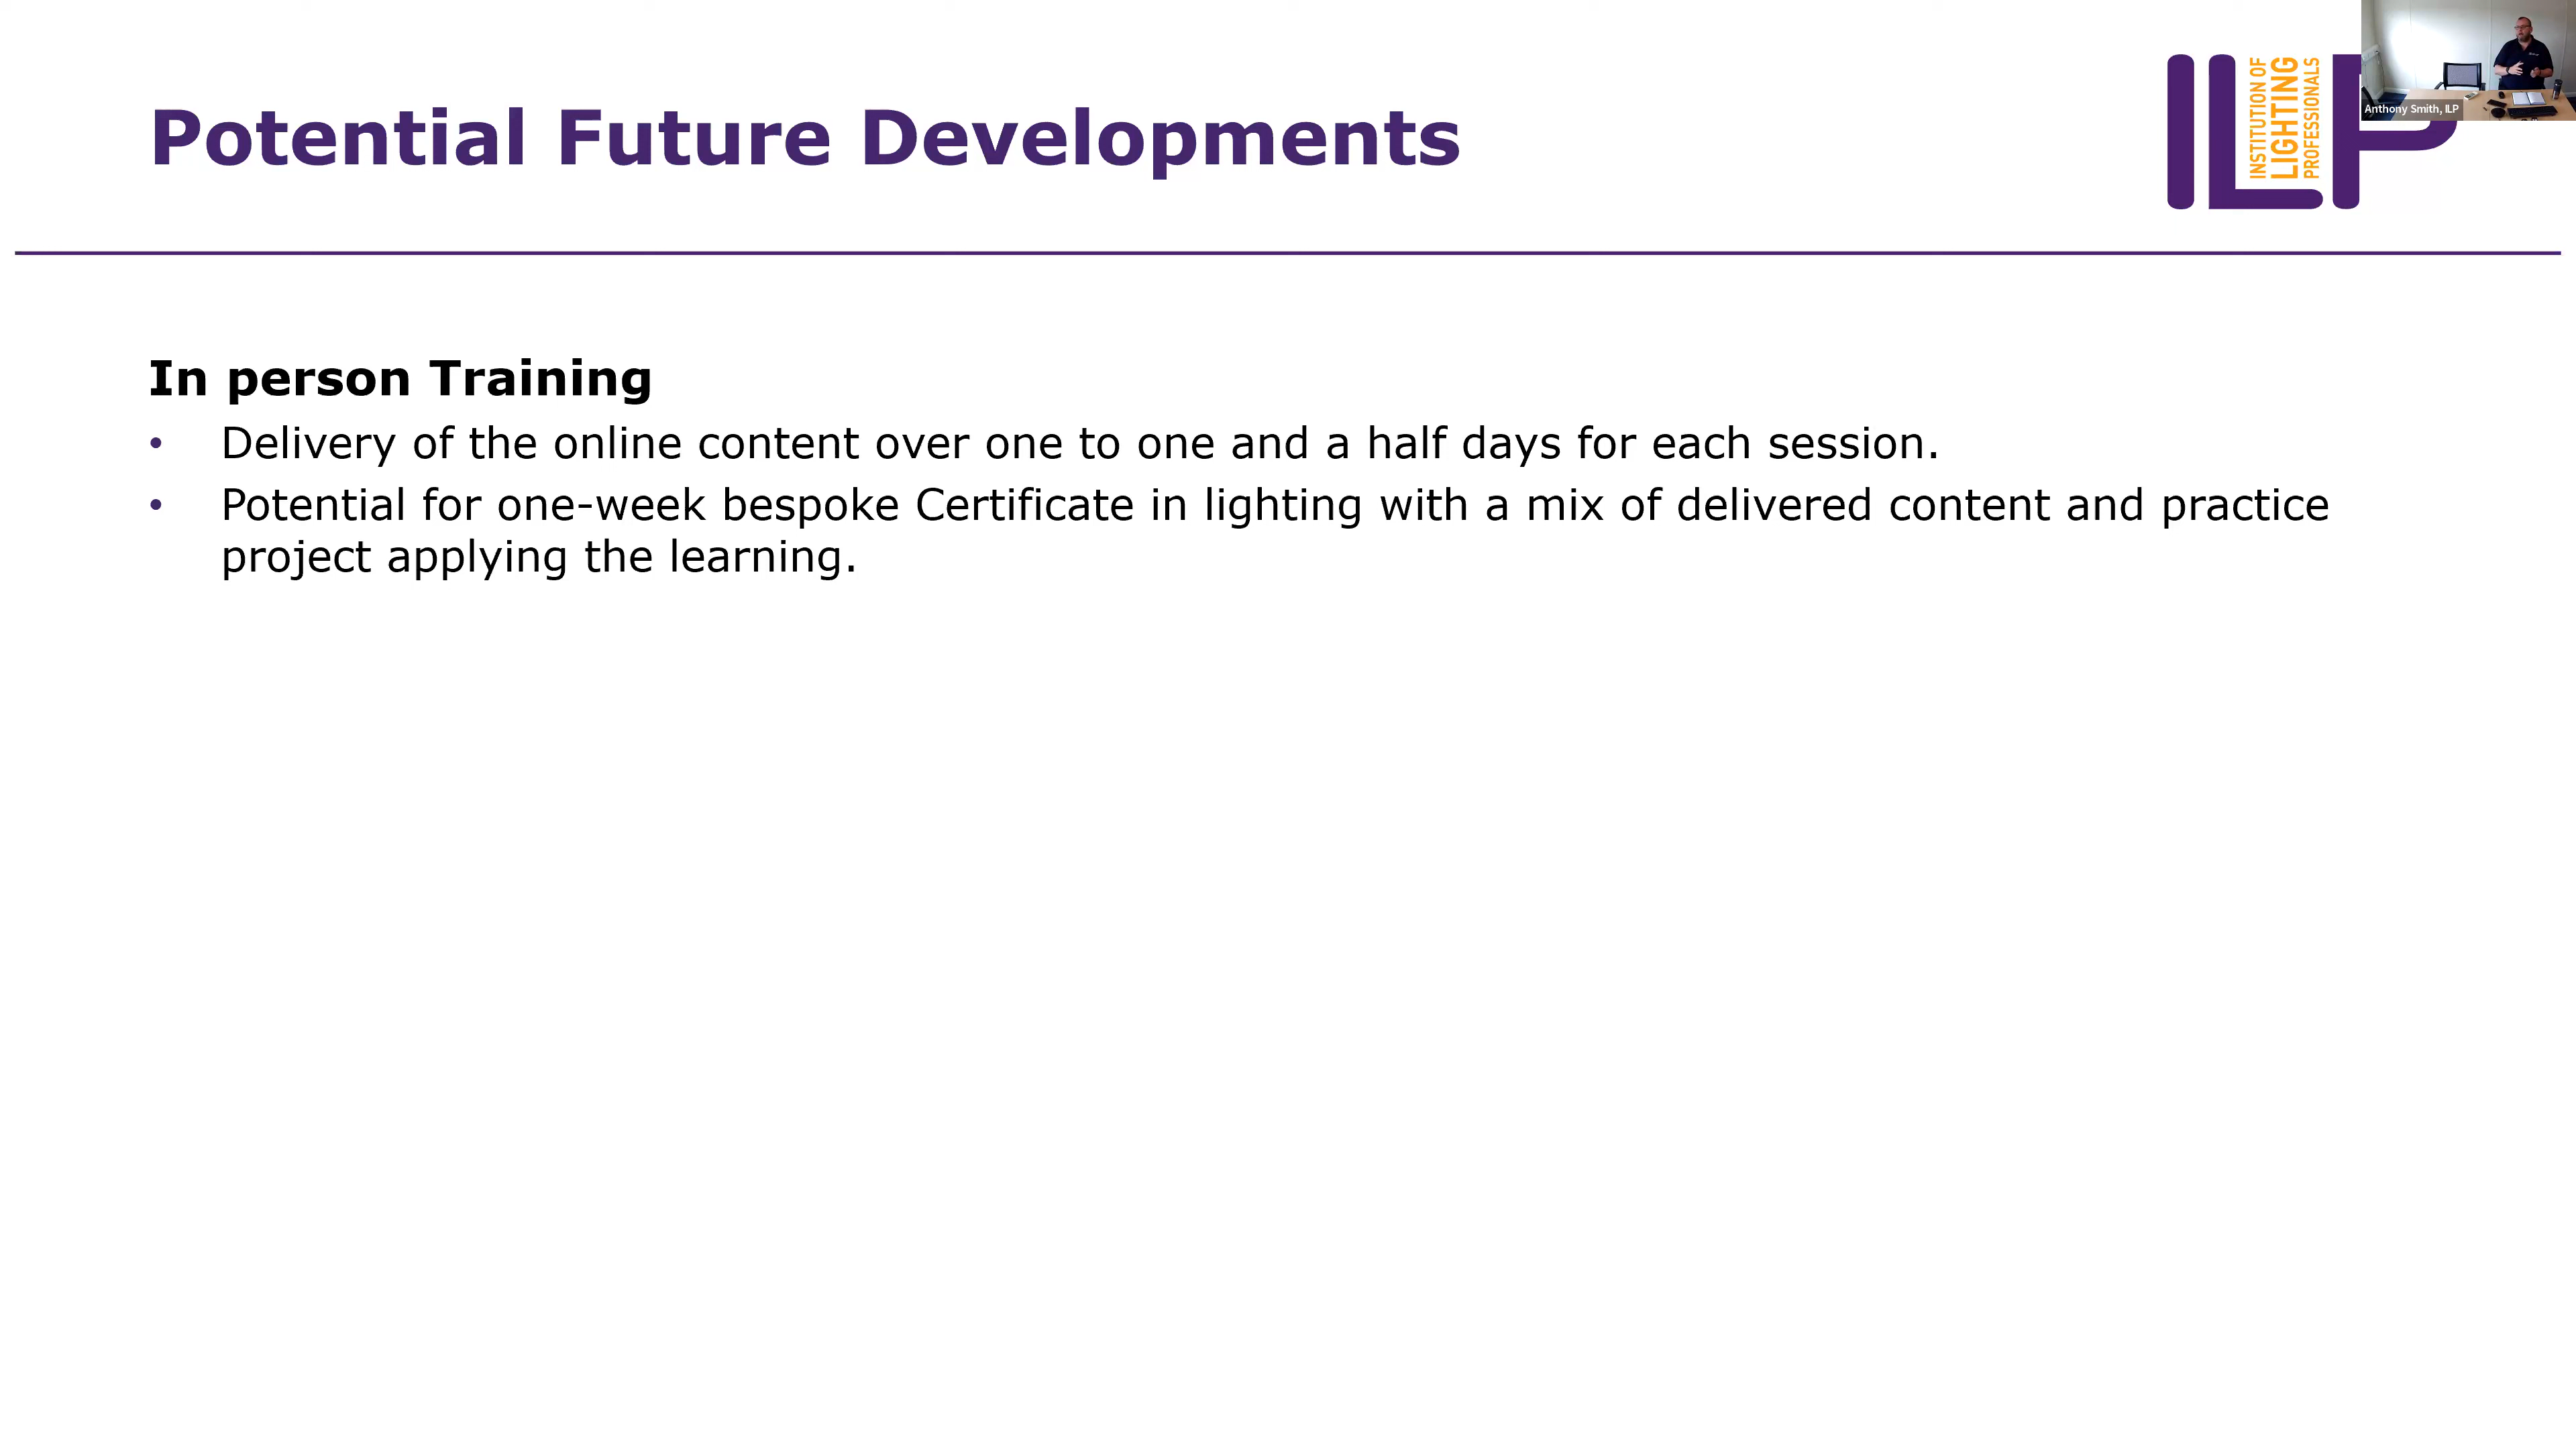 Potential Future Developments
INSTITUTION OF
LIGHTING
PROFESSIONALS
ILP
Anthony Smith, ILP
In person Training
• Delivery of the online content over one to one and a half days for each session.
• Potential for one-week bespoke Certificate in lighting with a mix of delivered content and practice
project applying the learning.